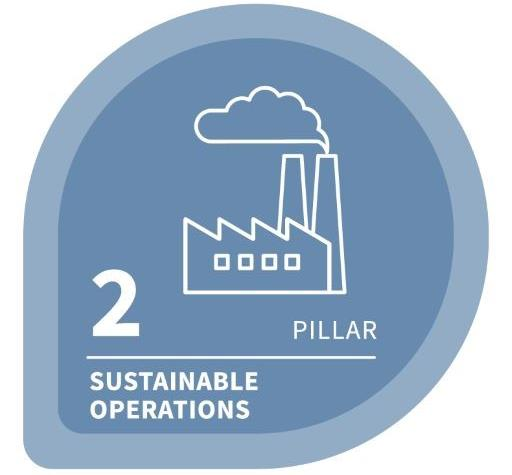 2
PILLAR
SUSTAINABLE
OPERATIONS